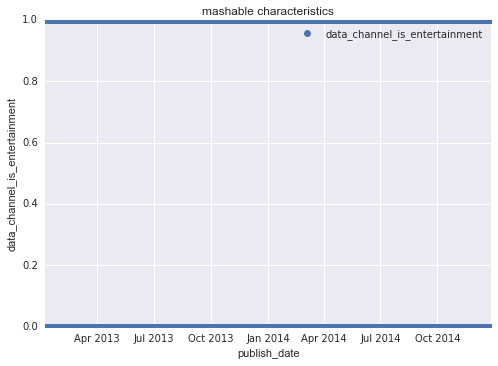 mashable characteristics
1.0
data_channel_is_entertainment
0.8
0.6
data_channel_is_entertainment
0.4
0.2
0.0
Apr 2013 Jul 2013 Oct 2013 Jan 2014 Apr 2014 Jul 2014 Oct 2014
publish_date